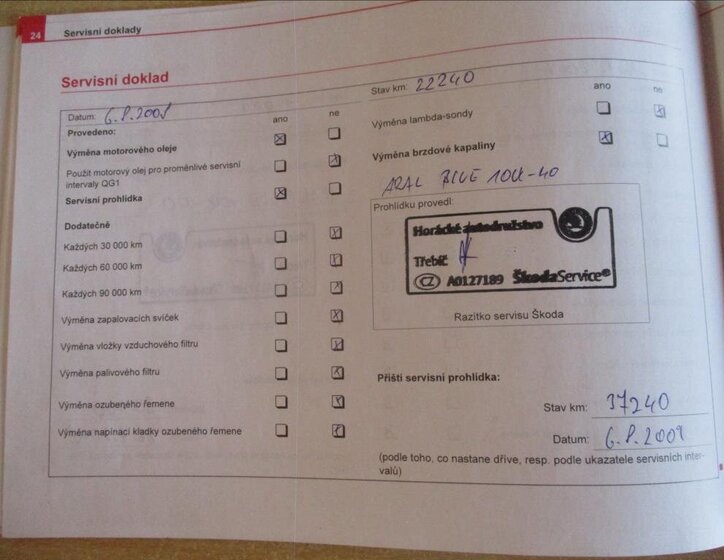 24 Servisní doklady
Servisní doklad
Datum: 6.8.2008
ano ne
Provedeno:
Výměna motorového oleje
Použit motorový olej pro proměnlivé servisní
intervaly QG1
Servisní prohlídka
Dodatečně
Každých 30 000 km
Každých 60 000 km
Každých 90 000 km
Výměna zapalovacích svíček
Výměna vložky vzduchového filtru
Výměna palivového filtru
Výměna ozubeného řemene
Výměna napínací kladky ozubeného řemene
Stav km: 22240
ano ne
Výměna lambda-sondy
Výměna brzdové kapaliny
ARAL BLUE 10W-40
Prohlídku provedl:
Horácké autodružstvo
Třebíč
CZ A0127189 ŠkodaService®
Razítko servisu Škoda
Příští servisní prohlídka:
Stav km: 37240
Datum: 6.8.2009
(podle toho, co nastane dříve, resp. podle ukazatele servisních inter-
valů)